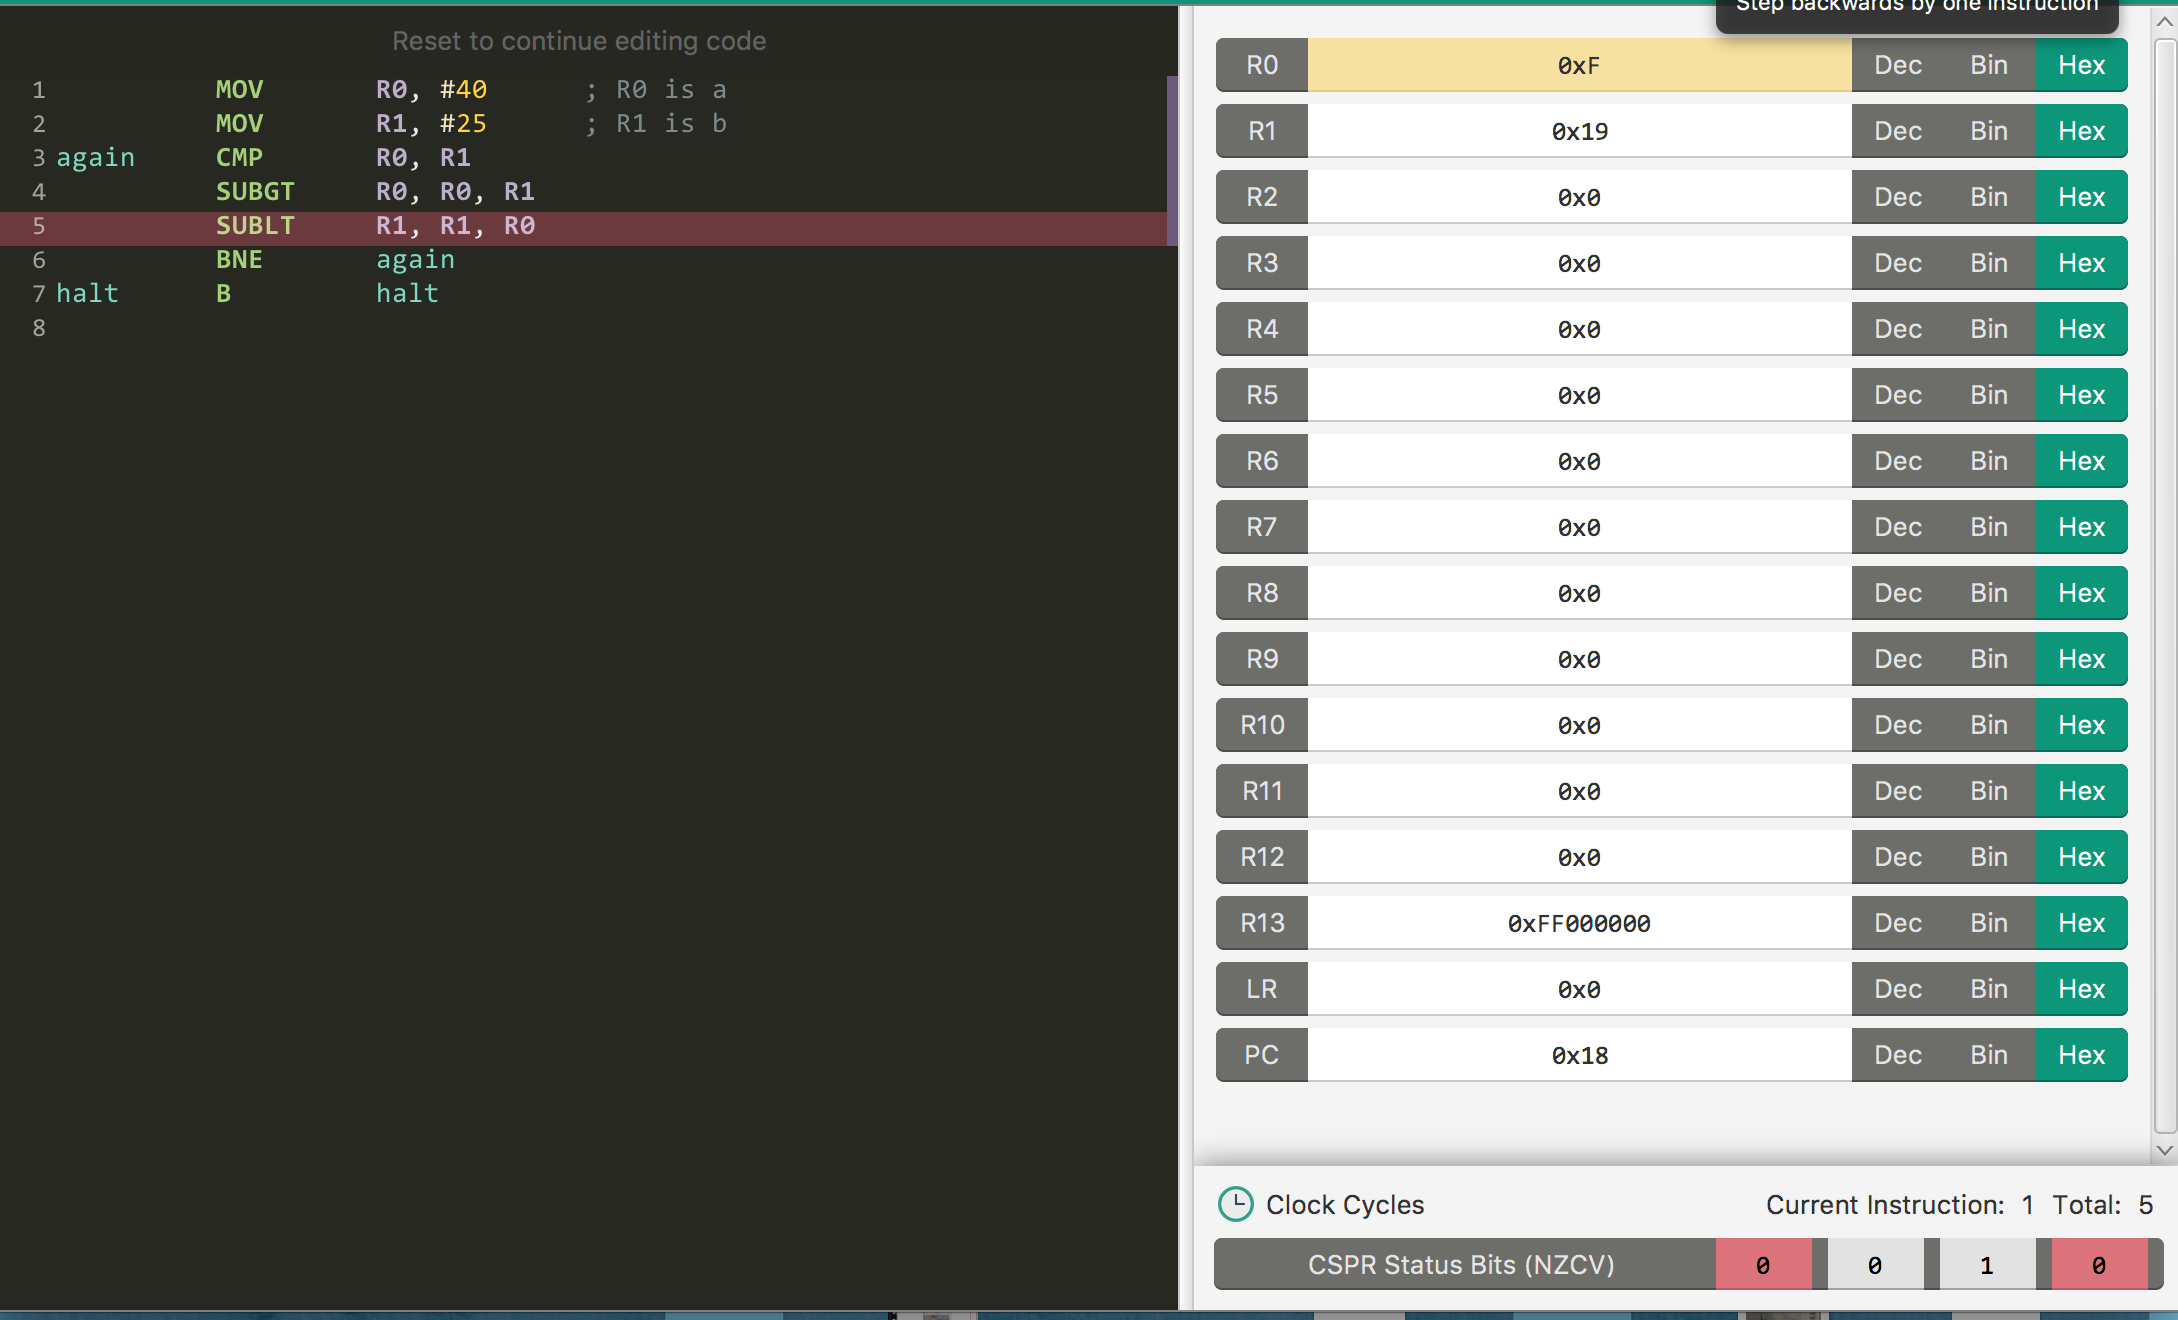 Step backwards by one instruction
Reset to continue editing code
1 MOV R0, #40 ; R0 is a
2 MOV R1, #25 ; R1 is b
3 again CMP R0, R1
4 SUBGT R0, R0, R1
5 SUBLT R1, R1, R0
6 BNE again
7 halt B halt
8
R0 0xF Dec Bin Hex
R1 0x19 Dec Bin Hex
R2 0x0 Dec Bin Hex
R3 0x0 Dec Bin Hex
R4 0x0 Dec Bin Hex
R5 0x0 Dec Bin Hex
R6 0x0 Dec Bin Hex
R7 0x0 Dec Bin Hex
R8 0x0 Dec Bin Hex
R9 0x0 Dec Bin Hex
R10 0x0 Dec Bin Hex
R11 0x0 Dec Bin Hex
R12 0x0 Dec Bin Hex
R13 0xFF000000 Dec Bin Hex
LR 0x0 Dec Bin Hex
PC 0x18 Dec Bin Hex
Clock Cycles Current Instruction: 1 Total: 5
CSPR Status Bits (NZCV) 0 0 1 0